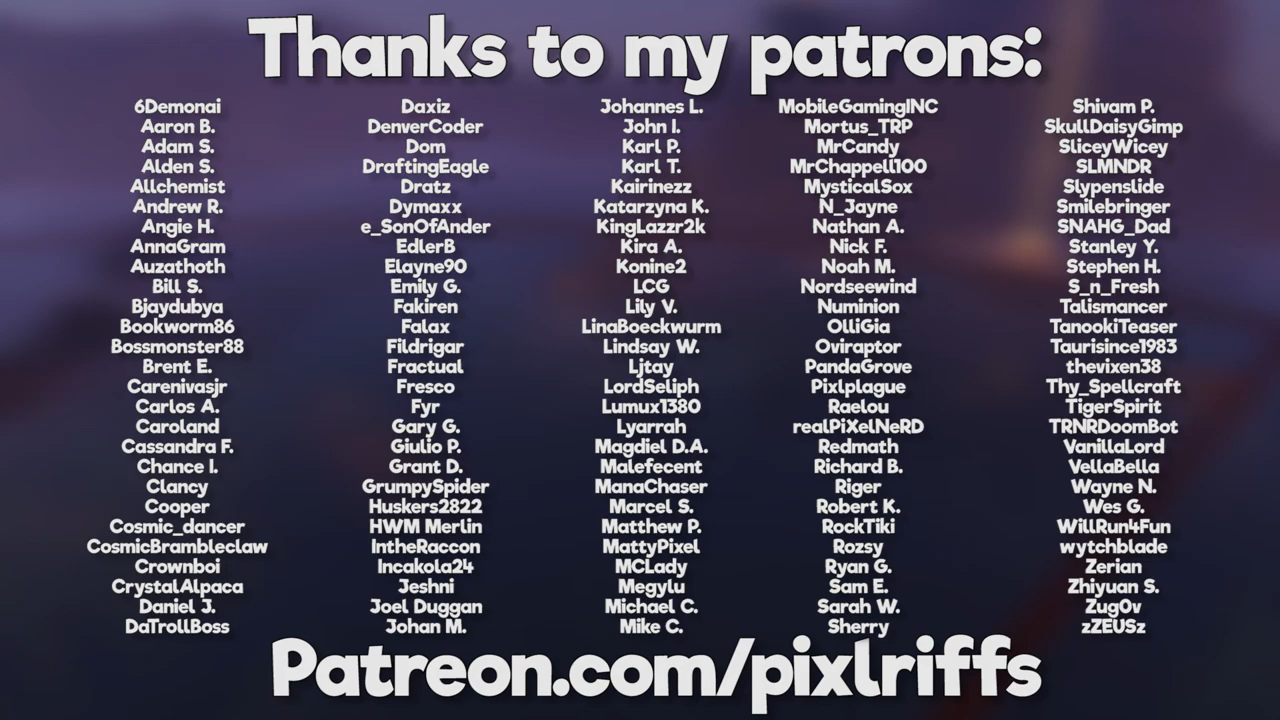 Thanks to my patrons:
6Demonai
Aaron B.
Adam S.
Alden S.
Allchemist
Andrew R.
Angie H.
AnnaGram
Auzathoth
Bill S.
Bjaydubya
Bookworm86
Bossmonster88
Brent E.
Carenivasjr
Carlos A.
Caroland
Cassandra F.
Chance I.
Clancy
Cooper
Cosmic_dancer
CosmicBrambleclaw
Crownboi
CrystalAlpaca
Daniel J.
DaTrollBoss
Daxiz
DenverCoder
Dom
DraftingEagle
Dratz
Dymaxx
e_SonOfAnder
EdlerB
Elayne90
Emily G.
Fakiren
Falax
Fildrigar
Fractual
Fresco
Fyr
Gary G.
Giulio P.
Grant D.
GrumpySpider
Huskers2822
HWM Merlin
IntheRaccon
Incakola24
Jeshni
Joel Duggan
Johan M.
Johannes L.
John I.
Karl P.
Karl T.
Kairinezz
Katarzyna K.
KingLazzr2k
Kira A.
Konine2
LCG
Lily V.
LinaBoeckwurm
Lindsay W.
Ljtay
LordSeliph
Lumux1380
Lyarrah
Magdiel D.A.
Malefecent
ManaChaser
Marcel S.
Matthew P.
MattyPixel
MCLady
Megylu
Michael C.
Mike C.
MobileGamingINC
Mortus_TRP
MrCandy
MrChappell100
MysticalSox
N_Jayne
Nathan A.
Nick F.
Noah M.
Nordseewind
Numinion
OlliGia
Oviraptor
PandaGrove
Pixlplague
Raelou
realPiXelNeRD
Redmath
Richard B.
Riger
Robert K.
RockTiki
Rozsy
Ryan G.
Sam E.
Sarah W.
Sherry
Shivam P.
SkullDaisyGimp
SliceyWicey
SLMNDR
Slypenslide
Smilebringer
SNAHG_Dad
Stanley Y.
Stephen H.
S_n_Fresh
Talismancer
TanookiTeaser
Taurisince1983
thevixen38
Thy_Spellcraft
TigerSpirit
TRNRDoomBot
VanillaLord
VellaBella
Wayne N.
Wes G.
WillRun4Fun
wytchblade
Zerian
Zhiyuan S.
Zug0v
zZEUSz
Patreon.com/pixlriffs